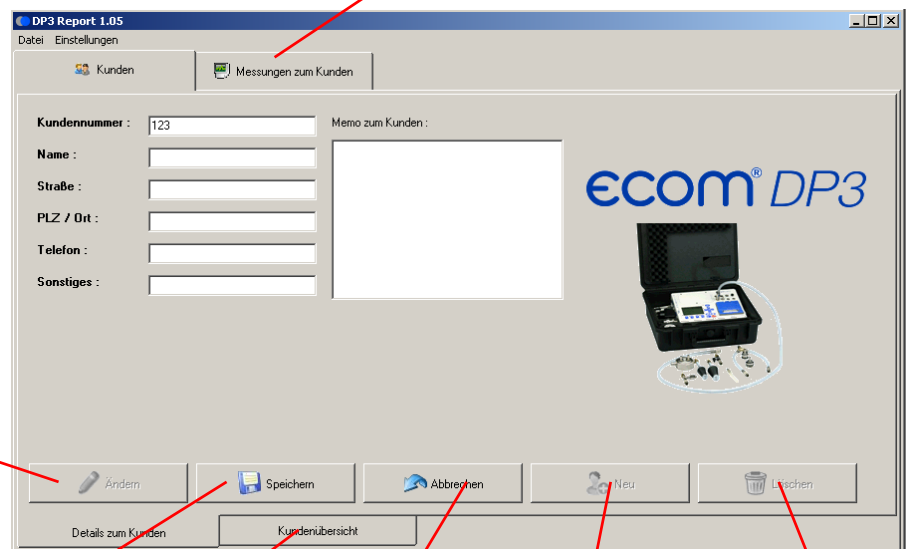 DP3 Report 1.05
Datei Einstellungen
Kunden
Messungen zum Kunden
Kundennummer :
123
Memo zum Kunden :
Name :
Straße :
PLZ / Ort :
Telefon :
Sonstiges :
ecom® DP3
Ändern
Speichern
Abbrechen
Neu
Löschen
Details zum Kunden
Kundenübersicht